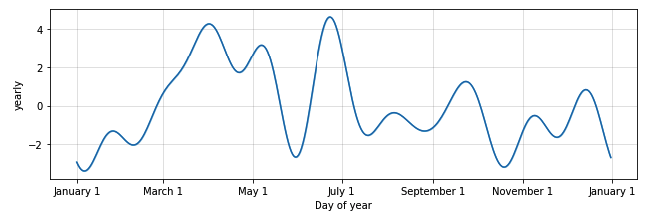 yearly
4
2
0
−2
January 1 March 1 May 1 July 1 September 1 November 1 January 1
Day of year